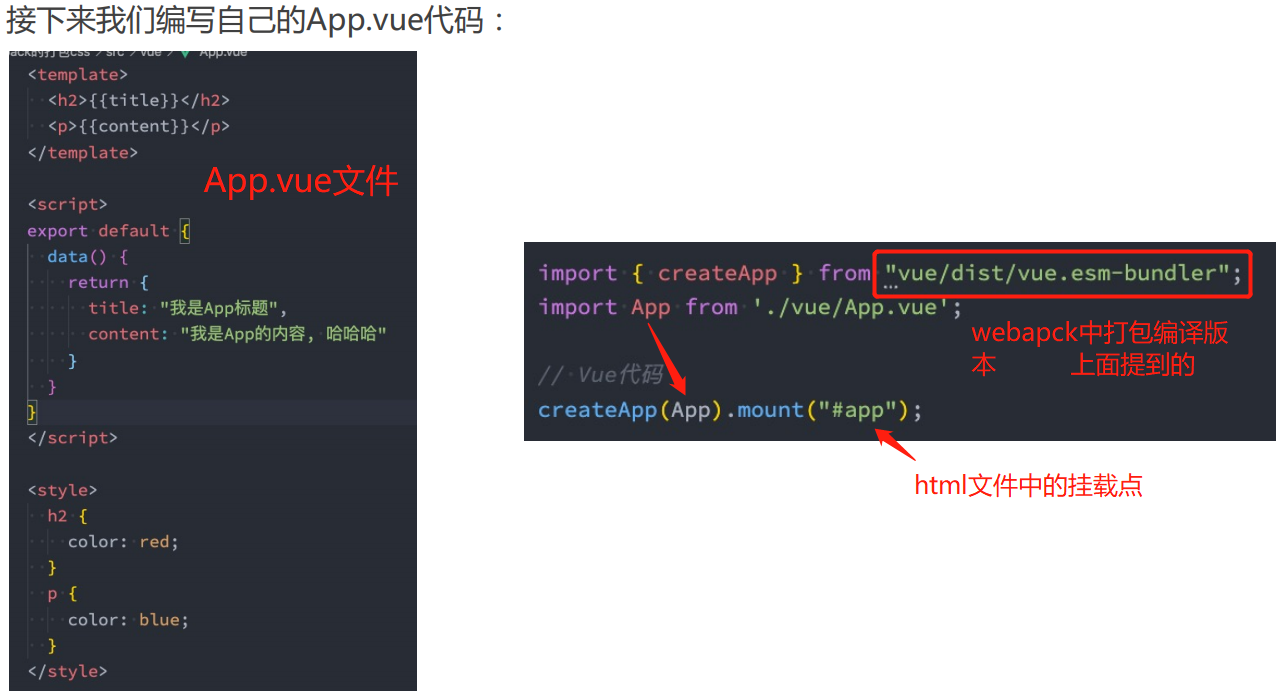 接下来我们编写自己的App.vue代码：
ack的打包css > src > vue > App.vue
<template>
<h2>{{title}}</h2>
<p>{{content}}</p>
</template>
App.vue文件
<script>
export default {
data() {
return {
title: "我是App标题",
content: "我是App的内容, 哈哈哈"
}
}
}
</script>
<style>
h2 {
color: red;
}
p {
color: blue;
}
</style>
import { createApp } from "vue/dist/vue.esm-bundler";
import App from './vue/App.vue';
webapck中打包编译版
本 上面提到的
// Vue代码
createApp(App).mount("#app");
html文件中的挂载点